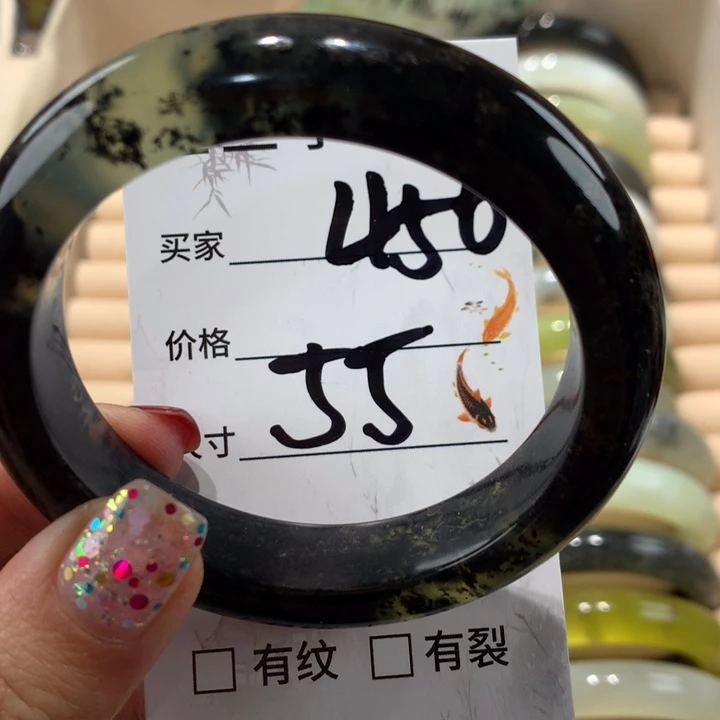 买家 450
价格
寸 55
□ 有纹 □ 有裂